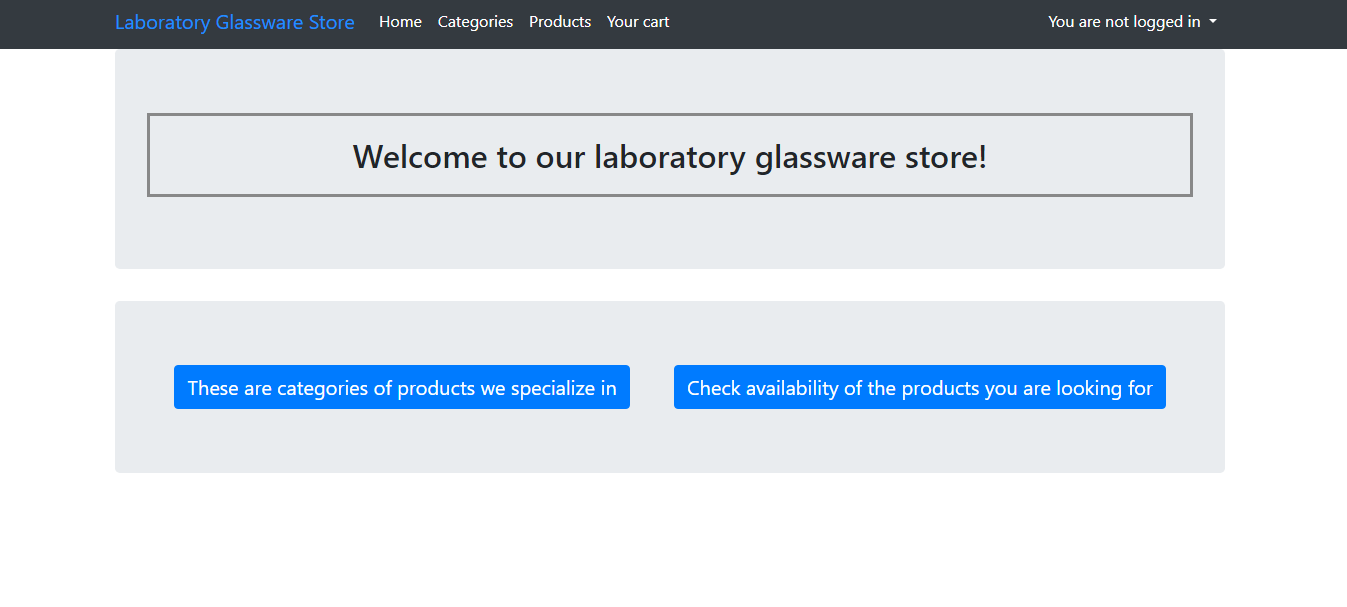 Laboratory Glassware Store Home Categories Products Your cart You are not logged in
Welcome to our laboratory glassware store!
These are categories of products we specialize in Check availability of the products you are looking for